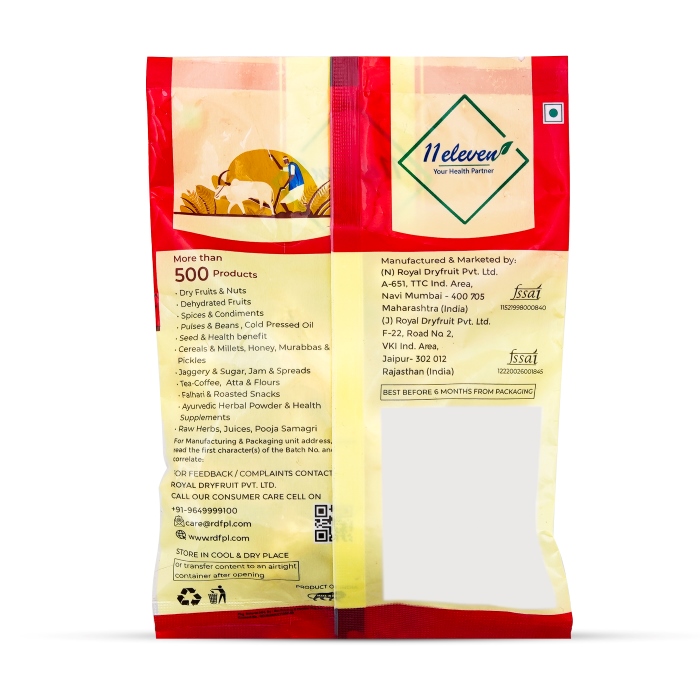 11 eleven
Your Health Partner
More than
500 Products
• Dry Fruits & Nuts
• Dehydrated Fruits
• Spices & Condiments
• Pulses & Beans , Cold Pressed Oil
• Seed & Health benefit
• Cereals & Millets, Honey, Murabbas &
Pickles
• Jaggery & Sugar, Jam & Spreads
• Tea-Coffee, Atta & Flours
• Falhari & Roasted Snacks
• Ayurvedic Herbal Powder & Health
Supplements
• Raw Herbs, Juices, Pooja Samagri
For Manufacturing & Packaging unit address,
read the first character(s) of the Batch No. and
correlate:
FOR FEEDBACK / COMPLAINTS CONTACT
ROYAL DRYFRUIT PVT. LTD.
CALL OUR CONSUMER CARE CELL ON
+91-9649999100
care@rdfpl.com
www.rdfpl.com
STORE IN COOL & DRY PLACE
or transfer content to an airtight
container after opening
PRODUCT O
Manufactured & Marketed by:
(N) Royal Dryfruit Pvt. Ltd.
A-651, TTC Ind. Area,
Navi Mumbai - 400 705
Maharashtra (India)
fssai
11521998000840
(J) Royal Dryfruit Pvt. Ltd.
F-22, Road No. 2,
VKI Ind. Area,
Jaipur- 302 012
Rajasthan (India)
fssai
12220026001845
BEST BEFORE 6 MONTHS FROM PACKAGING